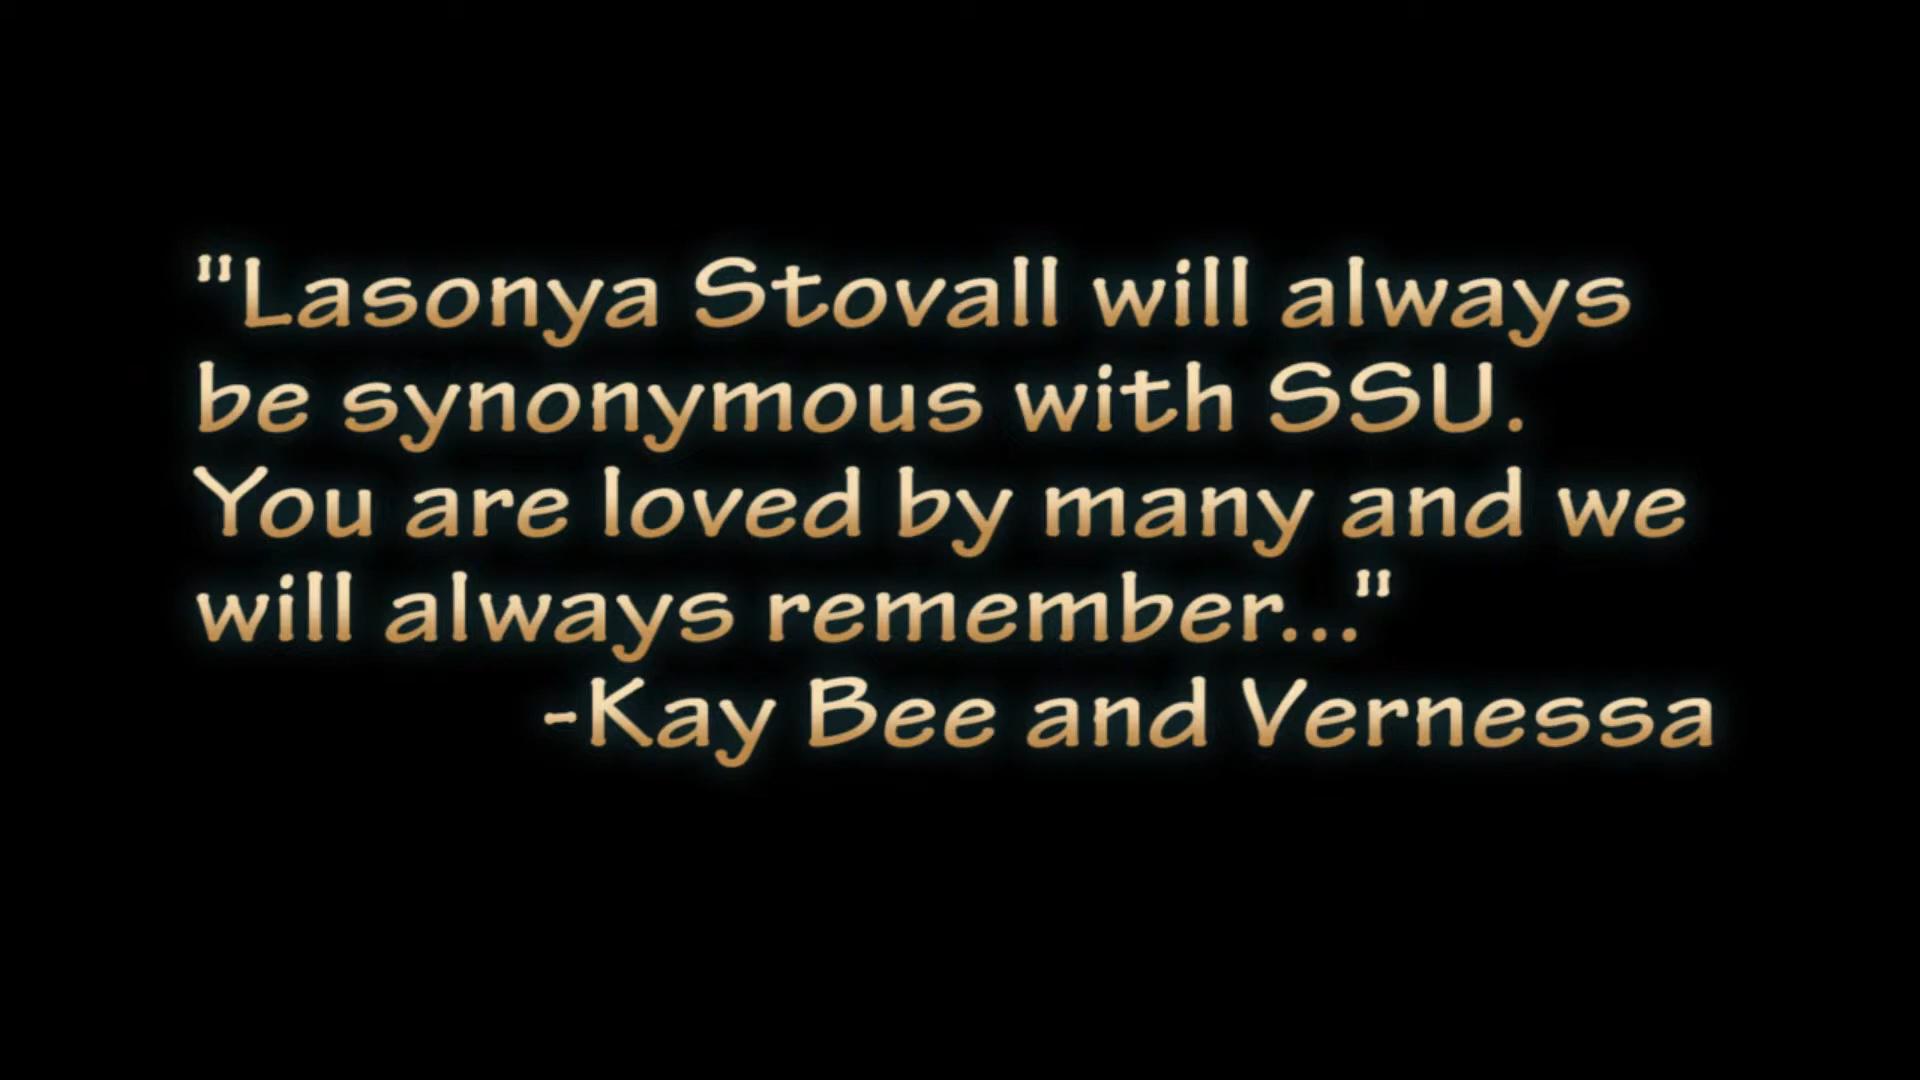 "Lasonya Stovall will always
be synonymous with SSU.
You are loved by many and we
will always remember..."
-Kay Bee and Vernessa